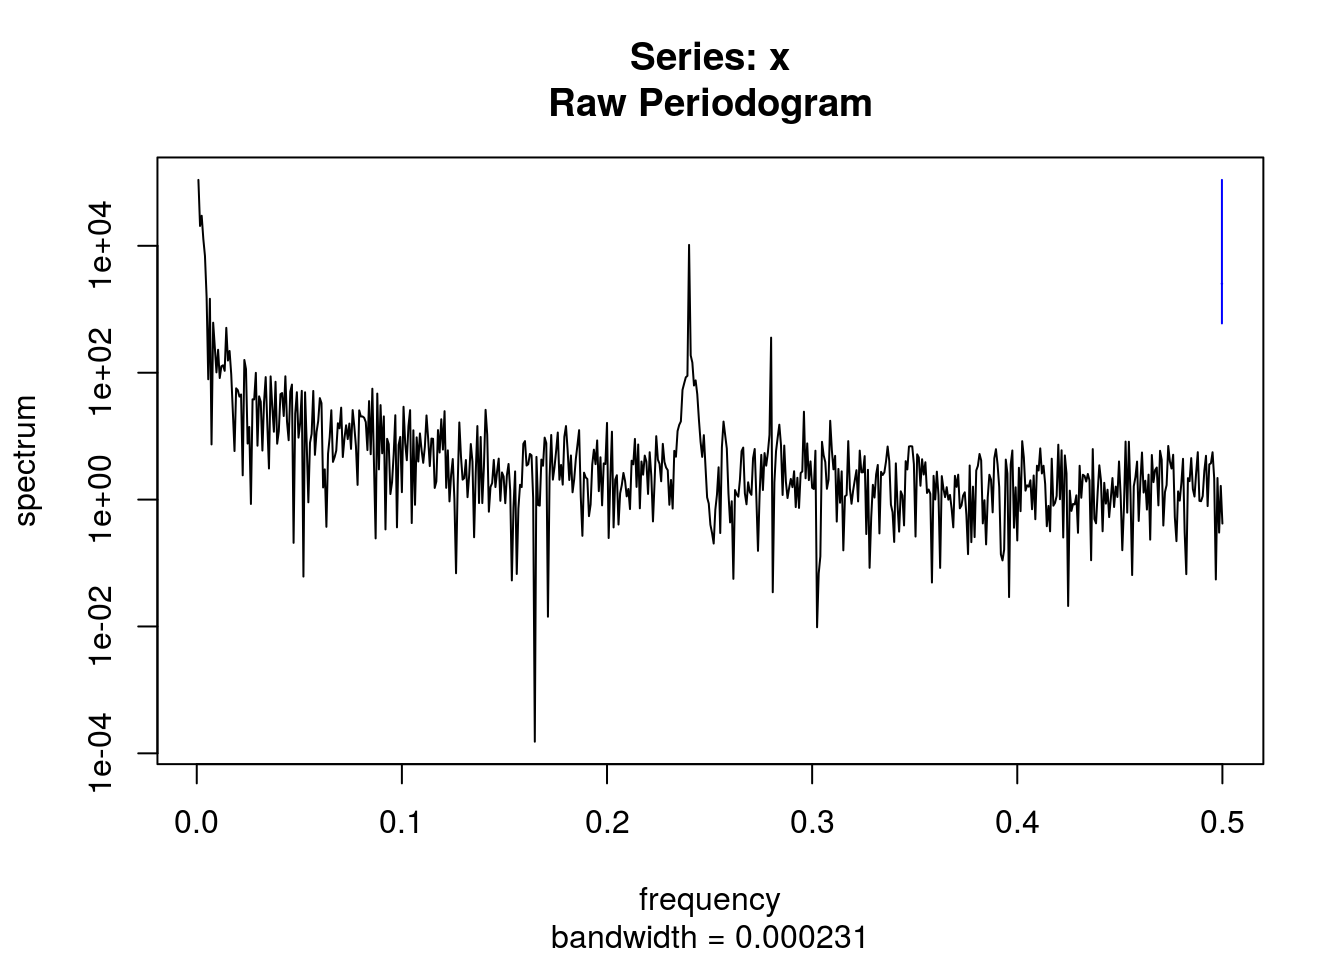 Series: x
Raw Periodogram
spectrum
1e+04
1e+02
1e+00
1e-02
1e-04
0.0 0.1 0.2 0.3 0.4 0.5
frequency
bandwidth = 0.000231